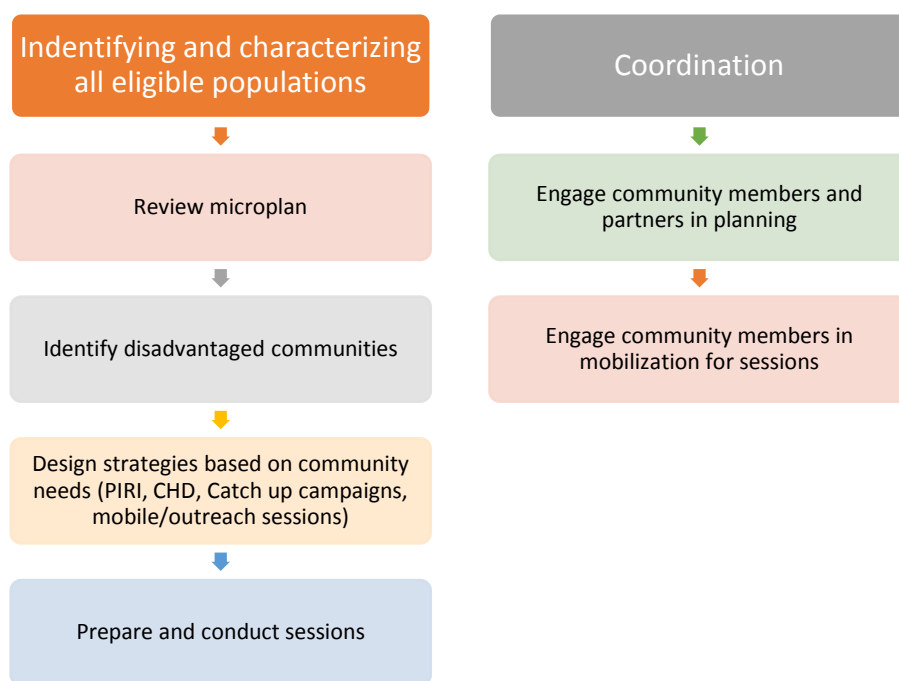 Indentifying and characterizing
all eligible populations
Review microplan
Identify disadvantaged communities
Design strategies based on community
needs (PIRI, CHD, Catch up campaigns,
mobile/outreach sessions)
Prepare and conduct sessions
Coordination
Engage community members and
partners in planning
Engage community members in
mobilization for sessions